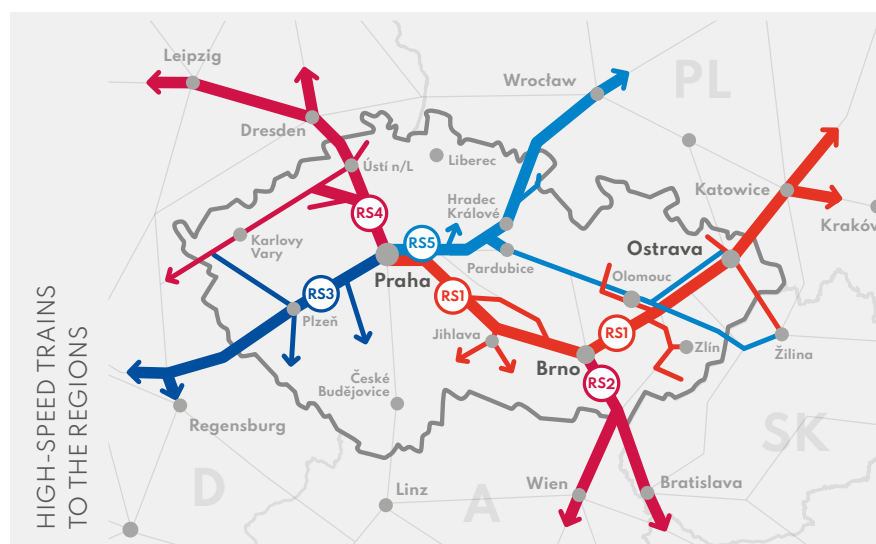 HIGH-SPEED TRAINS
TO THE REGIONS
Leipzig
Dresden
Wrocław
PL
Ústí n/L
Liberec
Katowice
Kraków
RS4
Hradec
Králové
Karlovy
Vary
RS5
Pardubice
Ostrava
Praha
Olomouc
RS3
RS1
Plzeň
Jihlava
RS1
Zlín
Žilina
Brno
České
Budějovice
RS2
Regensburg
SK
D
Linz
A
Wien
Bratislava